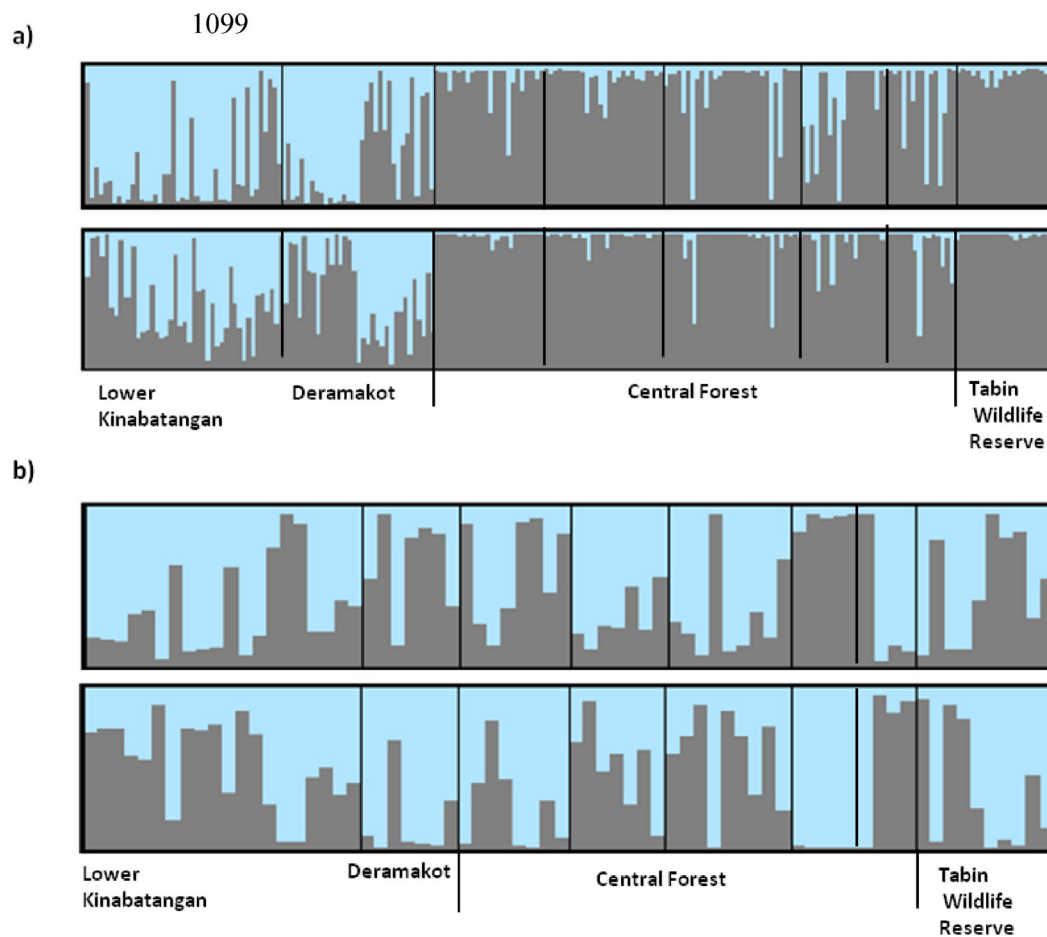 1099
a)
Lower
Kinabatangan
Deramakot
Central Forest
Tabin
Wildlife
Reserve
b)
Lower
Kinabatangan
Deramakot
Central Forest
Tabin
Wildlife
Reserve